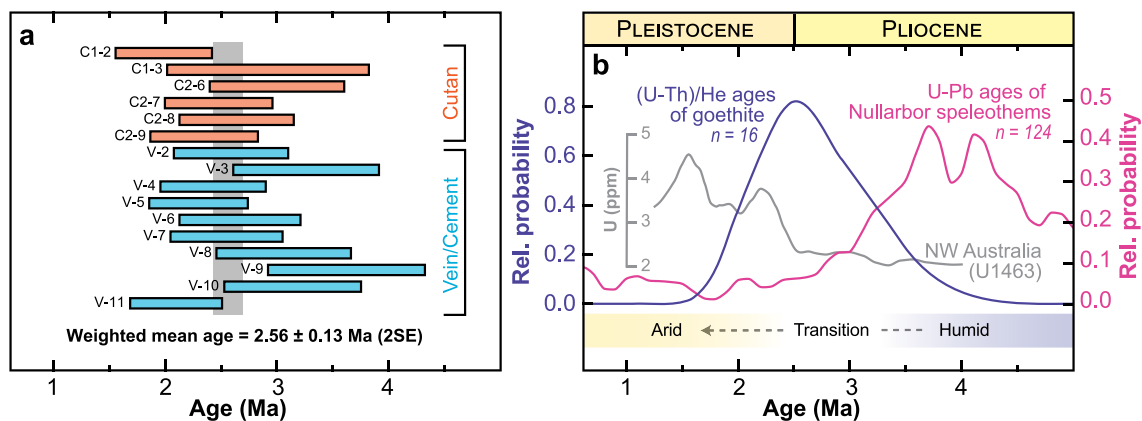 a
C1-2
C1-3
C2-6
C2-7
C2-8
C2-9
V-2
V-3
V-4
V-5
V-6
V-7
V-8
V-9
V-10
V-11
Cutan
Vein/Cement
Weighted mean age = 2.56 ± 0.13 Ma (2SE)
1 2 3 4
Age (Ma)
PLEISTOCENE PLIOCENE
b
(U-Th)/He ages
of goethite
n = 16
U-Pb ages of
Nullarbor speleothems
n = 124
Rel. probability
0.8
0.6
0.4
0.2
0.0
U (ppm)
5
4
3
2
NW Australia
(U1463)
0.5
0.4
0.3
0.2
0.1
0.0
Rel. probability
Arid Transition Humid
1 2 3 4
Age (Ma)